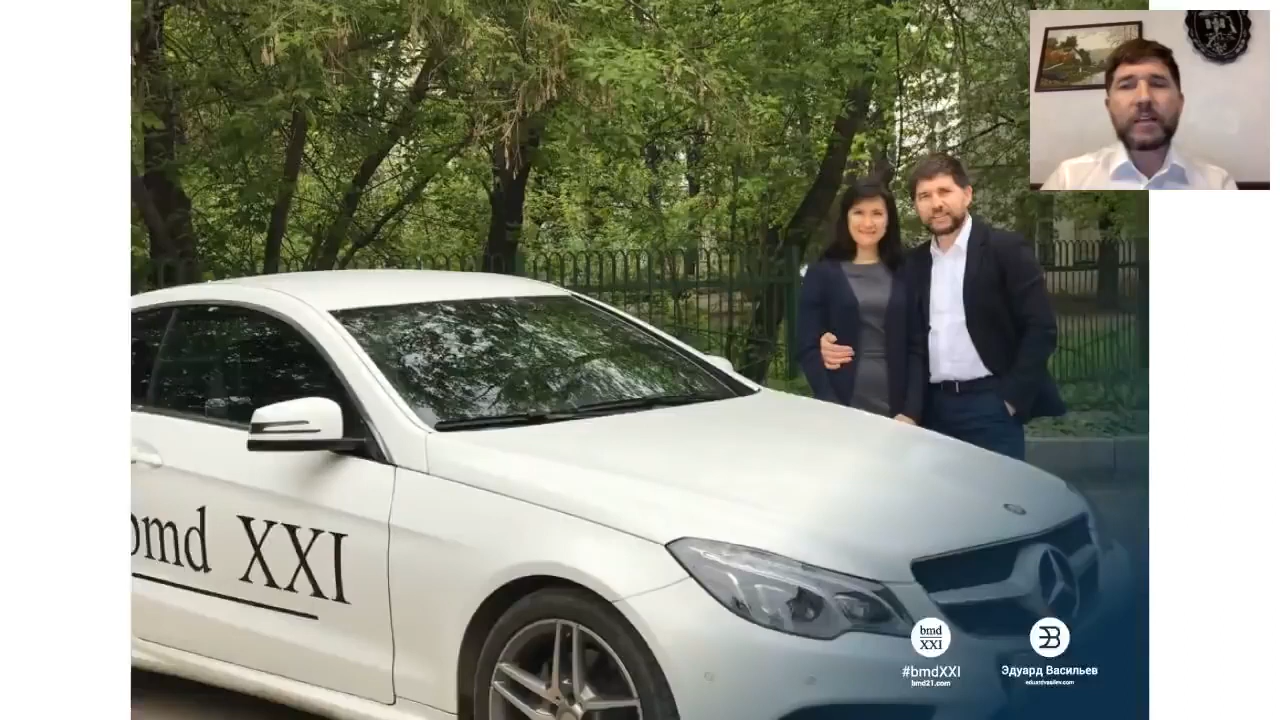 bmd XXI
bmd
XXI
#bmdXXI
bmd21.com
Эдуард Васильев
eduardvasilev.com